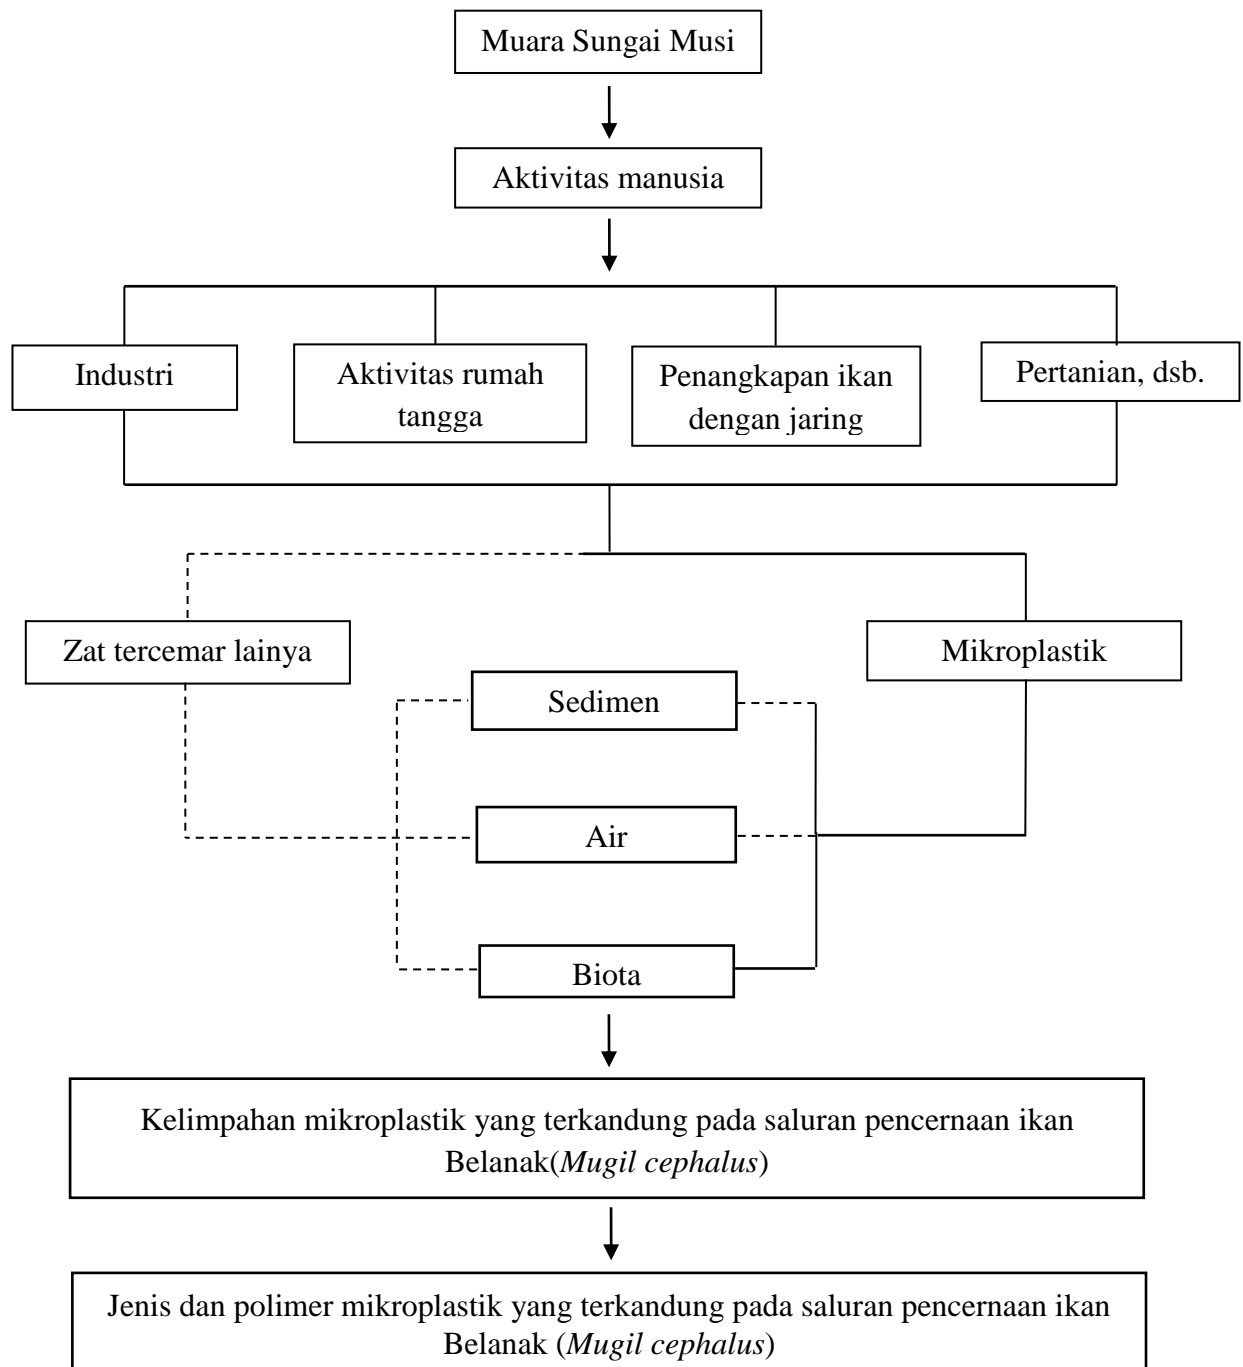 Muara Sungai Musi
Aktivitas manusia
Industri
Aktivitas rumah
tangga
Penangkapan ikan
dengan jaring
Pertanian, dsb.
Zat tercemar lainya
Mikroplastik
Sedimen
Air
Biota
Kelimpahan mikroplastik yang terkandung pada saluran pencernaan ikan
Belanak(Mugil cephalus)
Jenis dan polimer mikroplastik yang terkandung pada saluran pencernaan ikan
Belanak (Mugil cephalus)